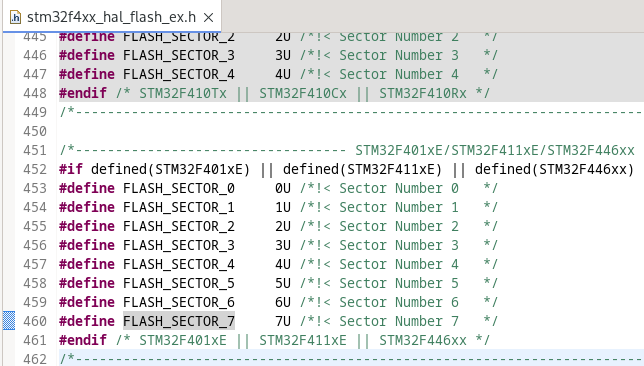 stm32f4xx_hal_flash_ex.h
445 #define FLASH_SECTOR_2     2U /*!< Sector Number 2   */
446 #define FLASH_SECTOR_3     3U /*!< Sector Number 3   */
447 #define FLASH_SECTOR_4     4U /*!< Sector Number 4   */
448 #endif /* STM32F410Tx || STM32F410Cx || STM32F410Rx */
449 /*-----------------------------------------------------------------------
450
451 /*---------------------------------- STM32F401xE/STM32F411xE/STM32F446xx
452 #if defined(STM32F401xE) || defined(STM32F411xE) || defined(STM32F446xx)
453 #define FLASH_SECTOR_0     0U /*!< Sector Number 0   */
454 #define FLASH_SECTOR_1     1U /*!< Sector Number 1   */
455 #define FLASH_SECTOR_2     2U /*!< Sector Number 2   */
456 #define FLASH_SECTOR_3     3U /*!< Sector Number 3   */
457 #define FLASH_SECTOR_4     4U /*!< Sector Number 4   */
458 #define FLASH_SECTOR_5     5U /*!< Sector Number 5   */
459 #define FLASH_SECTOR_6     6U /*!< Sector Number 6   */
460 #define FLASH_SECTOR_7     7U /*!< Sector Number 7   */
461 #endif /* STM32F401xE || STM32F411xE || STM32F446xx */
462 /*-----------------------------------------------------------------------